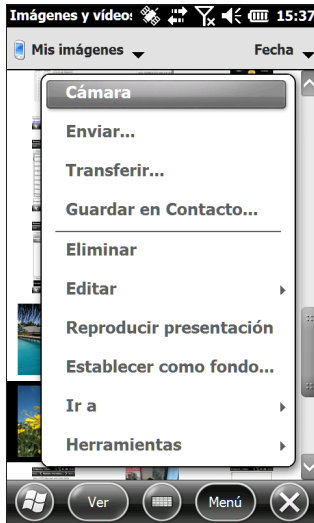 Imágenes y vídeos 15:37
Mis imágenes Fecha
Cámara
Enviar...
Transferir...
Guardar en Contacto...
Eliminar
Editar
Reproducir presentación
Establecer como fondo...
Ir a
Herramientas
Ver Menú